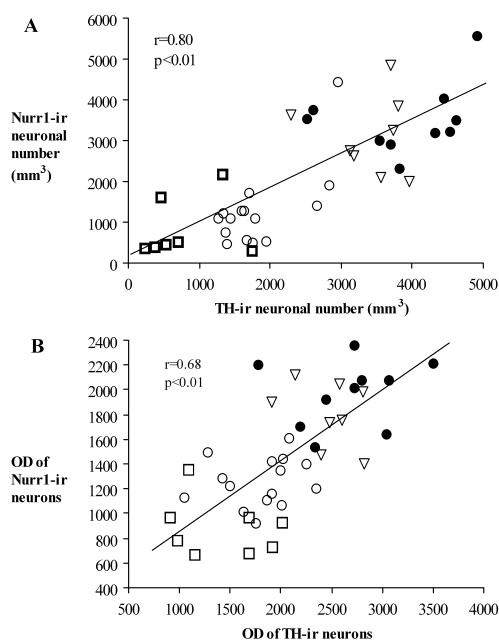 A
r=0.80
p<0.01
Nurr1-ir
neuronal
number
(mm³)
6000
5000
4000
3000
2000
1000
0
0 1000 2000 3000 4000 5000
TH-ir neuronal number (mm³)
B
r=0.68
p<0.01
OD of
Nurr1-ir
neurons
2400
2200
2000
1800
1600
1400
1200
1000
800
600
400
500 1000 1500 2000 2500 3000 3500 4000
OD of TH-ir neurons